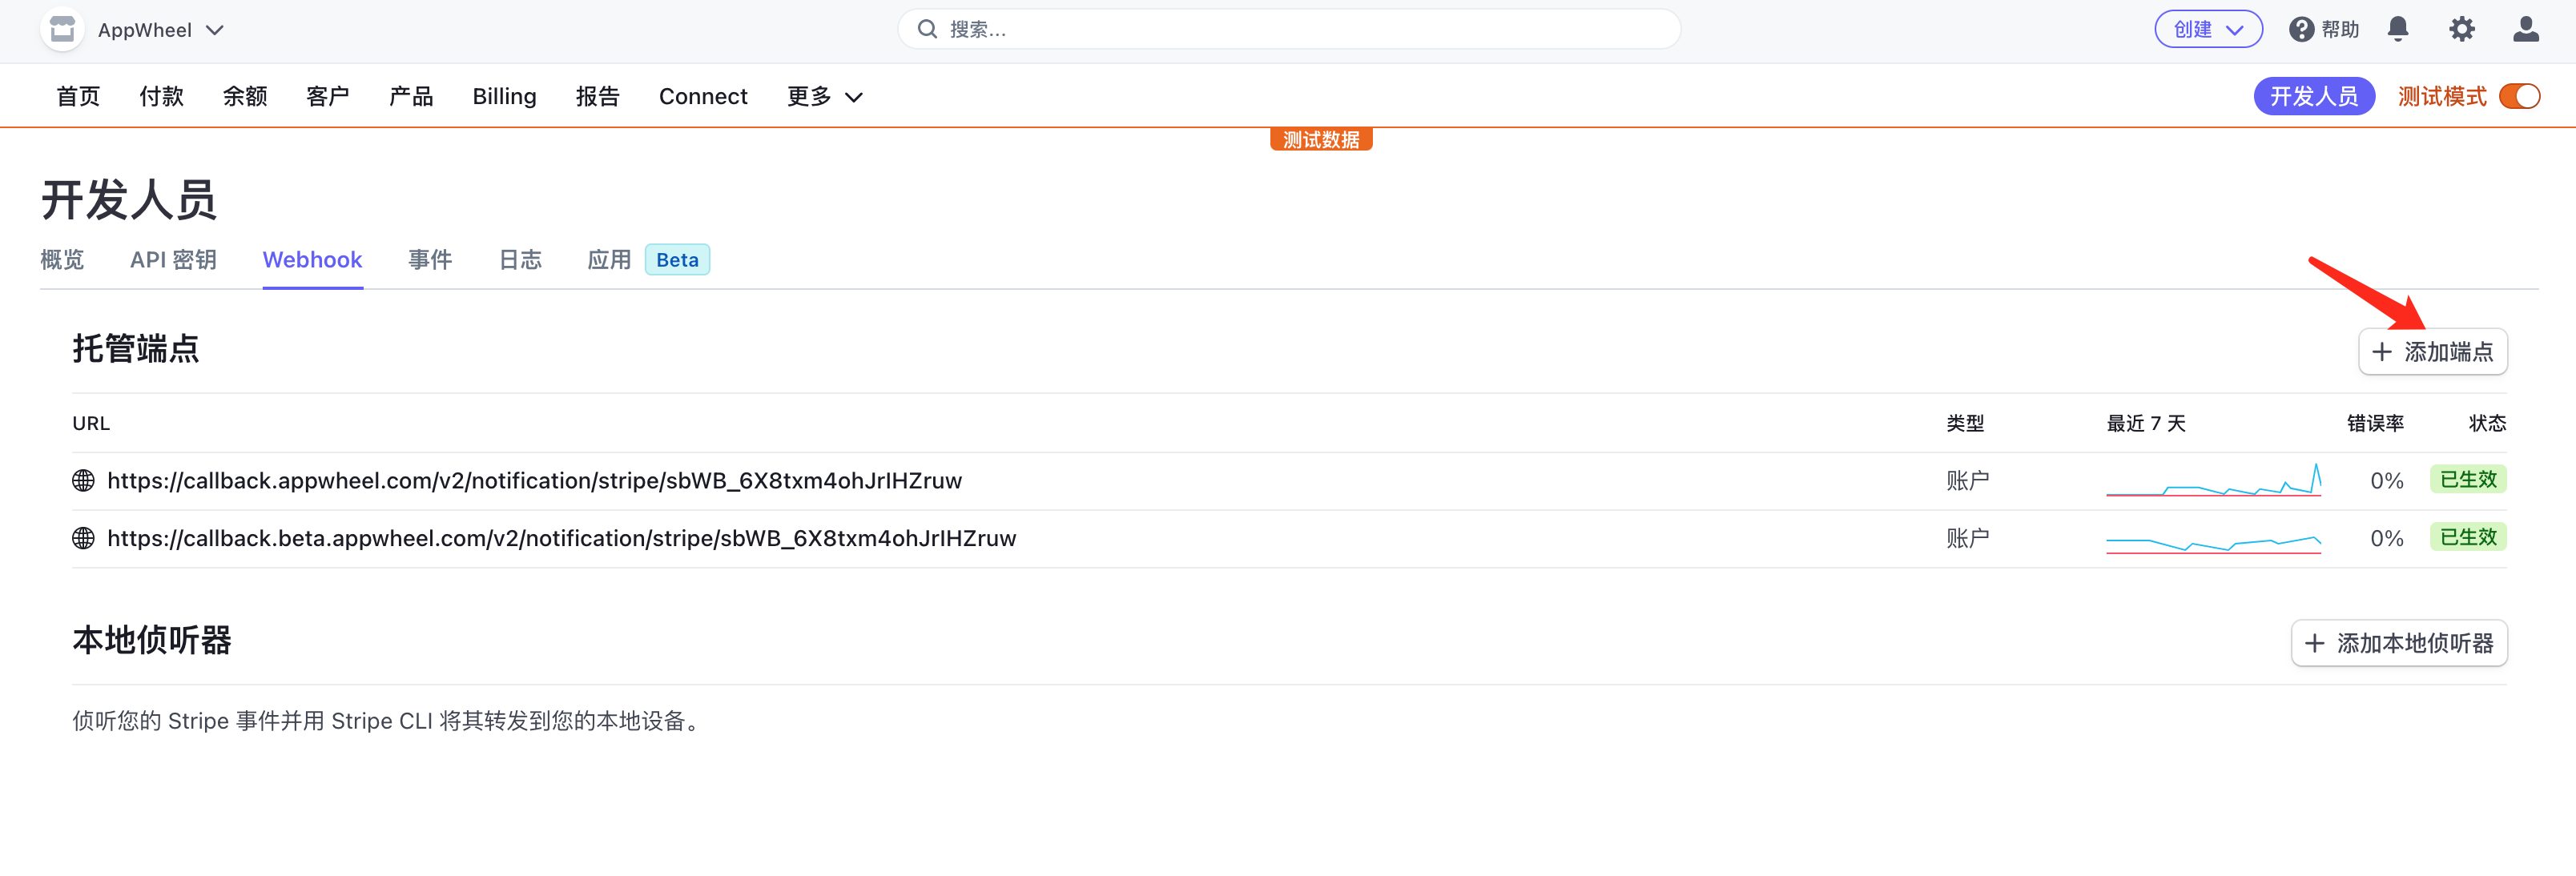 AppWheel
搜索...
创建
帮助
首页 付款 余额 客户 产品 Billing 报告 Connect 更多
开发人员 测试模式
测试数据
开发人员
概览 API 密钥 Webhook 事件 日志 应用 Beta
托管端点
添加端点
URL 类型 最近 7 天 错误率 状态
https://callback.appwheel.com/v2/notification/stripe/sbWB_6X8txm4ohJrIHZruw 账户 0% 已生效
https://callback.beta.appwheel.com/v2/notification/stripe/sbWB_6X8txm4ohJrIHZruw 账户 0% 已生效
本地侦听器
添加本地侦听器
侦听您的 Stripe 事件并用 Stripe CLI 将其转发到您的本地设备。